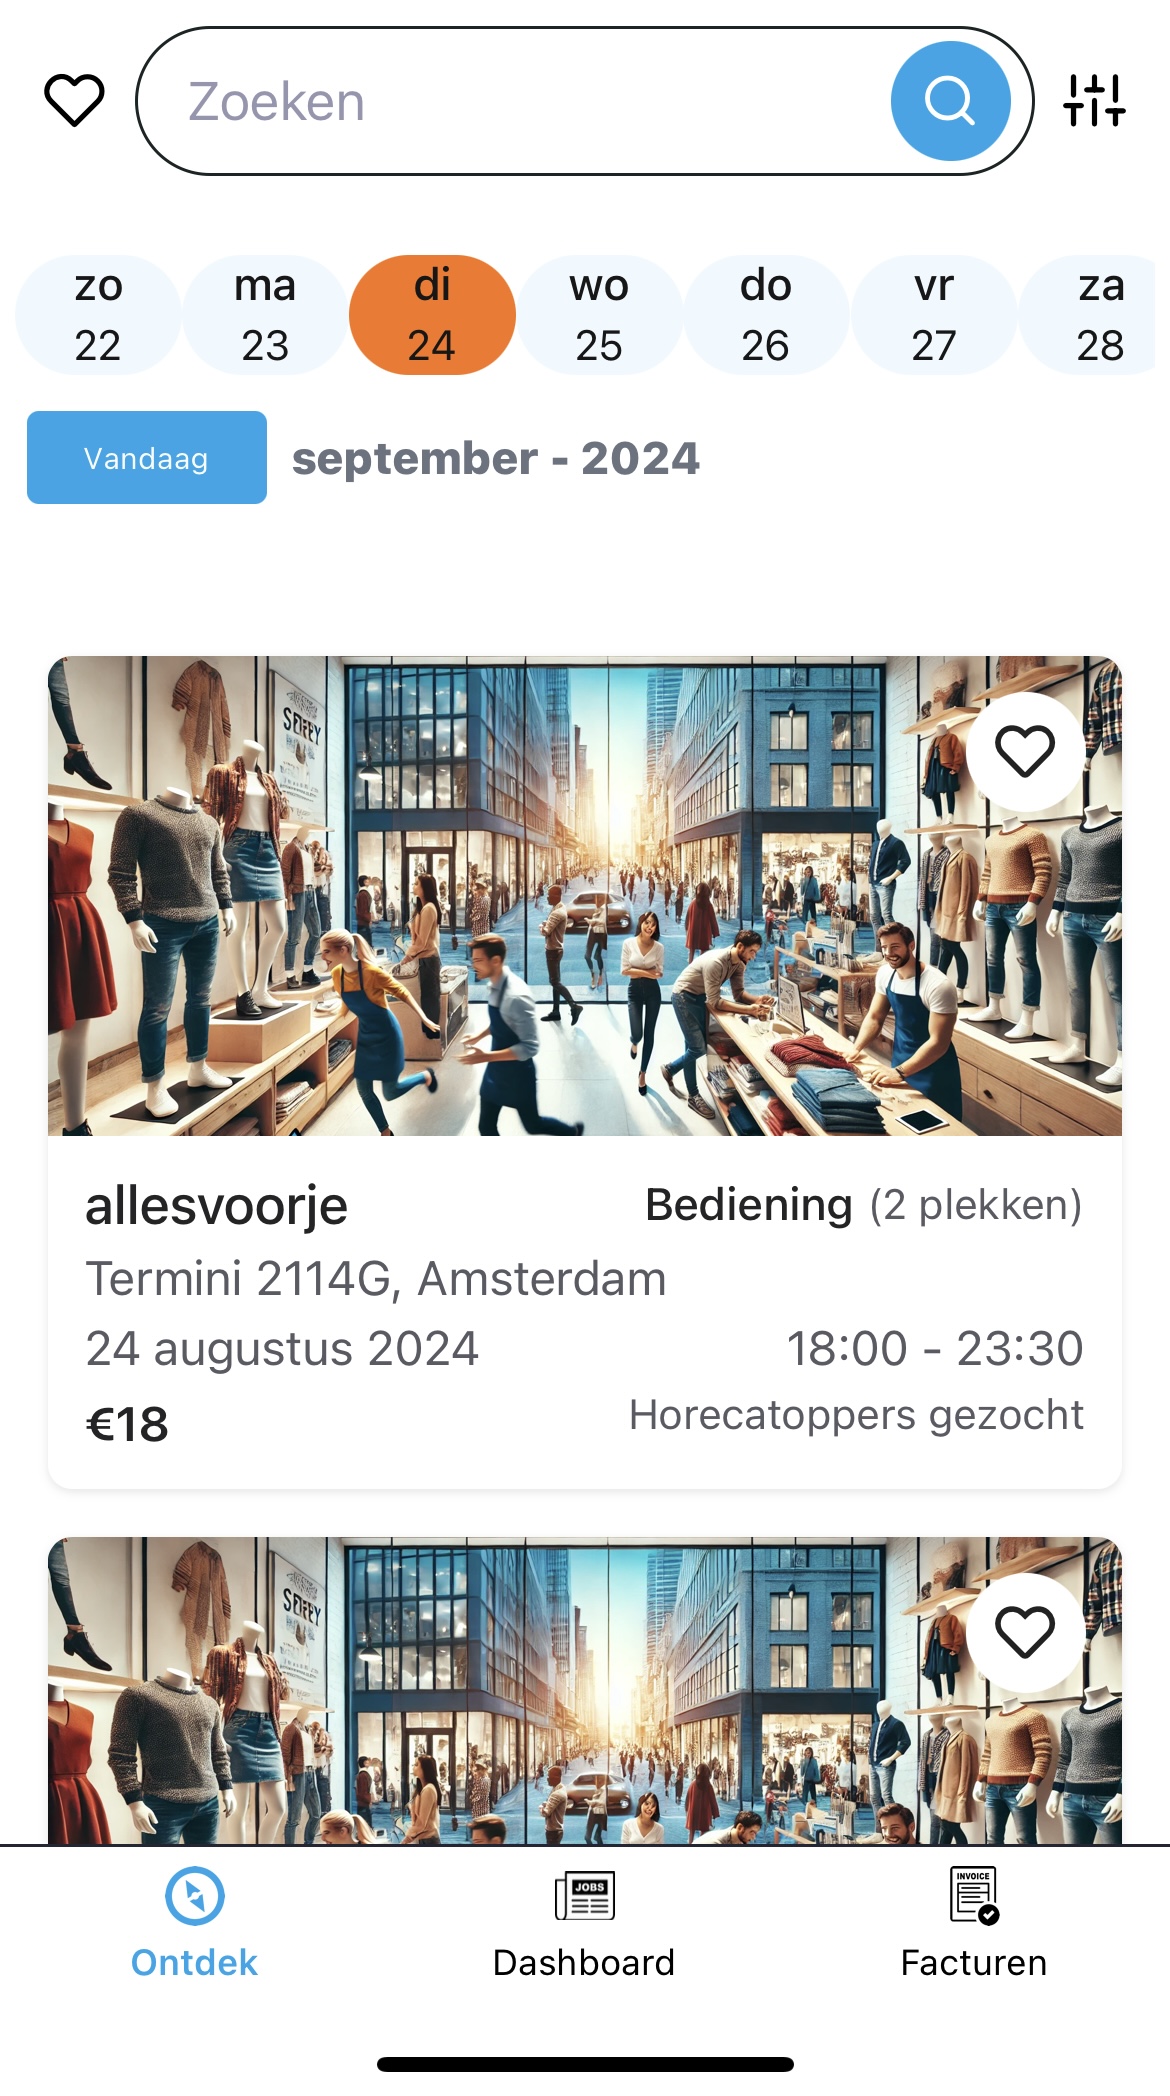 Zoeken
zo ma di wo do vr za
22 23 24 25 26 27 28
Vandaag september - 2024
allesvoorje Bediening (2 plekken)
Termini 2114G, Amsterdam
24 augustus 2024 18:00 - 23:30
€18 Horecatoppers gezocht
JOBS INVOICE
Ontdek Dashboard Facturen